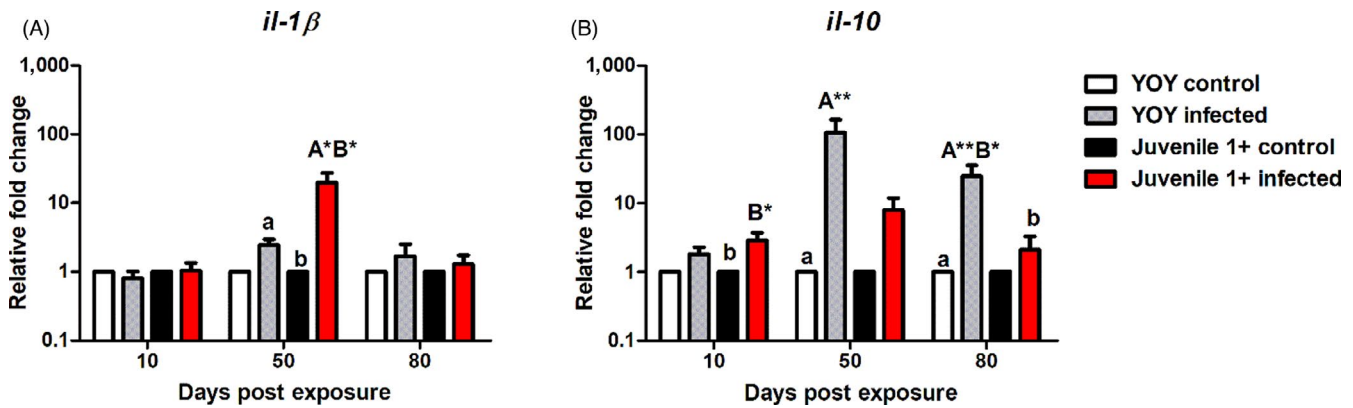 (A)
il-1β
Relative fold change
1,000
100
10
1
0.1
a
b
A*B*
10
50
80
Days post exposure
(B)
il-10
Relative fold change
1,000
100
10
1
0.1
b
B*
a
A**
a
A**B*
b
10
50
80
Days post exposure
YOY control
YOY infected
Juvenile 1+ control
Juvenile 1+ infected